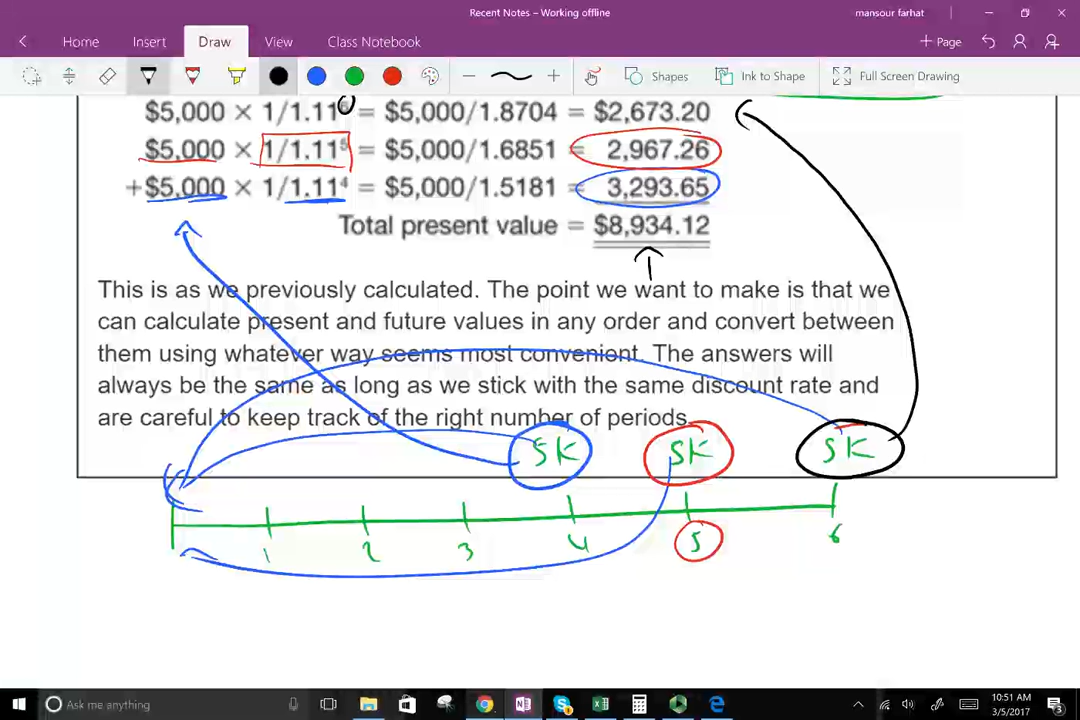 Recent Notes – Working offline
mansour farhat
Home Insert Draw View Class Notebook
Page
Shapes Ink to Shape Full Screen Drawing
$5,000 × 1/1.11⁶ = $5,000/1.8704 = $2,673.20
$5,000 × 1/1.11⁵ = $5,000/1.6851 = 2,967.26
+$5,000 × 1/1.11⁴ = $5,000/1.5181 = 3,293.65
Total present value = $8,934.12
This is as we previously calculated. The point we want to make is that we
can calculate present and future values in any order and convert between
them using whatever way seems most convenient. The answers will
always be the same as long as we stick with the same discount rate and
are careful to keep track of the right number of periods.
5K 5K 5K
1 2 3 4 5 6
Ask me anything
10:51 AM
3/5/2017
3